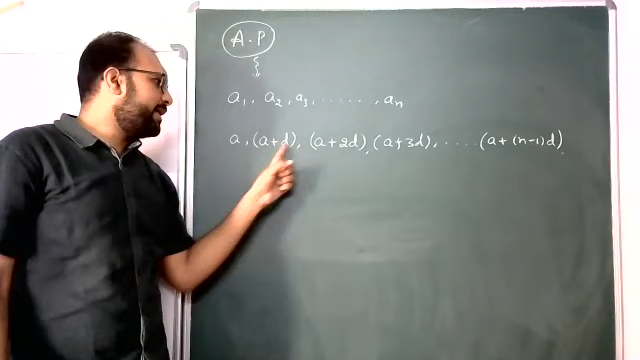 A.P
a₁, a₂, a₃, ......, aₙ
a, (a+d), (a+2d), (a+3d), .... (a+(n-1)d)